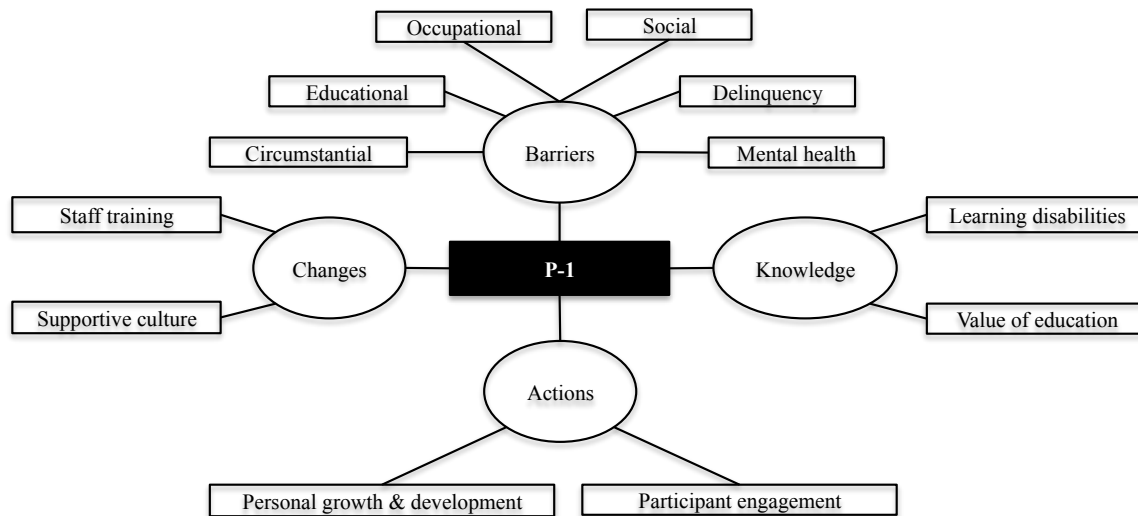 Occupational
Social
Educational
Delinquency
Circumstantial
Barriers
Mental health
Staff training
Learning disabilities
Changes
P-1
Knowledge
Supportive culture
Value of education
Actions
Personal growth & development
Participant engagement